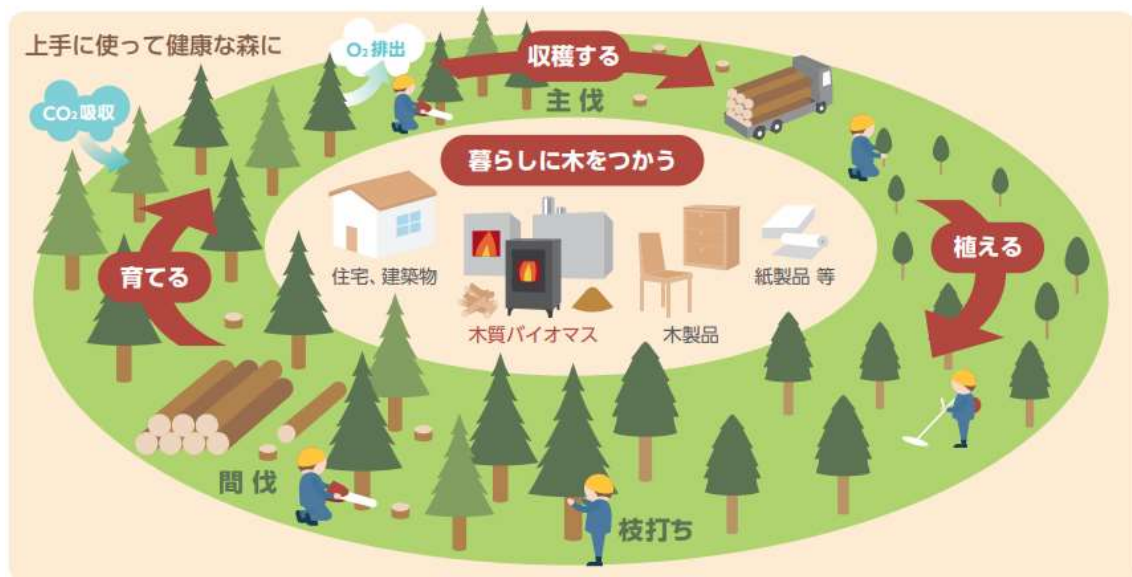 上手に使って健康な森に
O₂排出
CO₂吸収
収穫する
主伐
暮らしに木をつかう
住宅、建築物
木質バイオマス
木製品
紙製品 等
植える
育てる
間伐
枝打ち